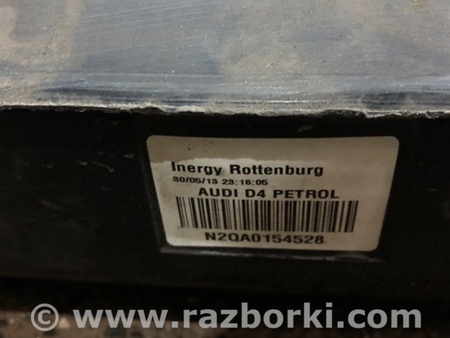 Inergy Rottenburg
30/05/13 23:16:05
AUDI D4 PETROL
N2QA0154528
© www.razborki.com